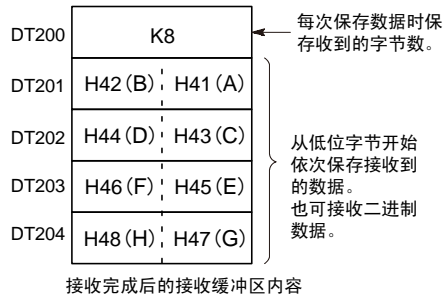 DT200 K8
每次保存数据时保
存收到的字节数。
DT201 H42(B) H41(A)
DT202 H44(D) H43(C)
DT203 H46(F) H45(E)
DT204 H48(H) H47(G)
从低位字节开始
依次保存接收到
的数据。
也可接收二进制
数据。
接收完成后的接收缓冲区内容